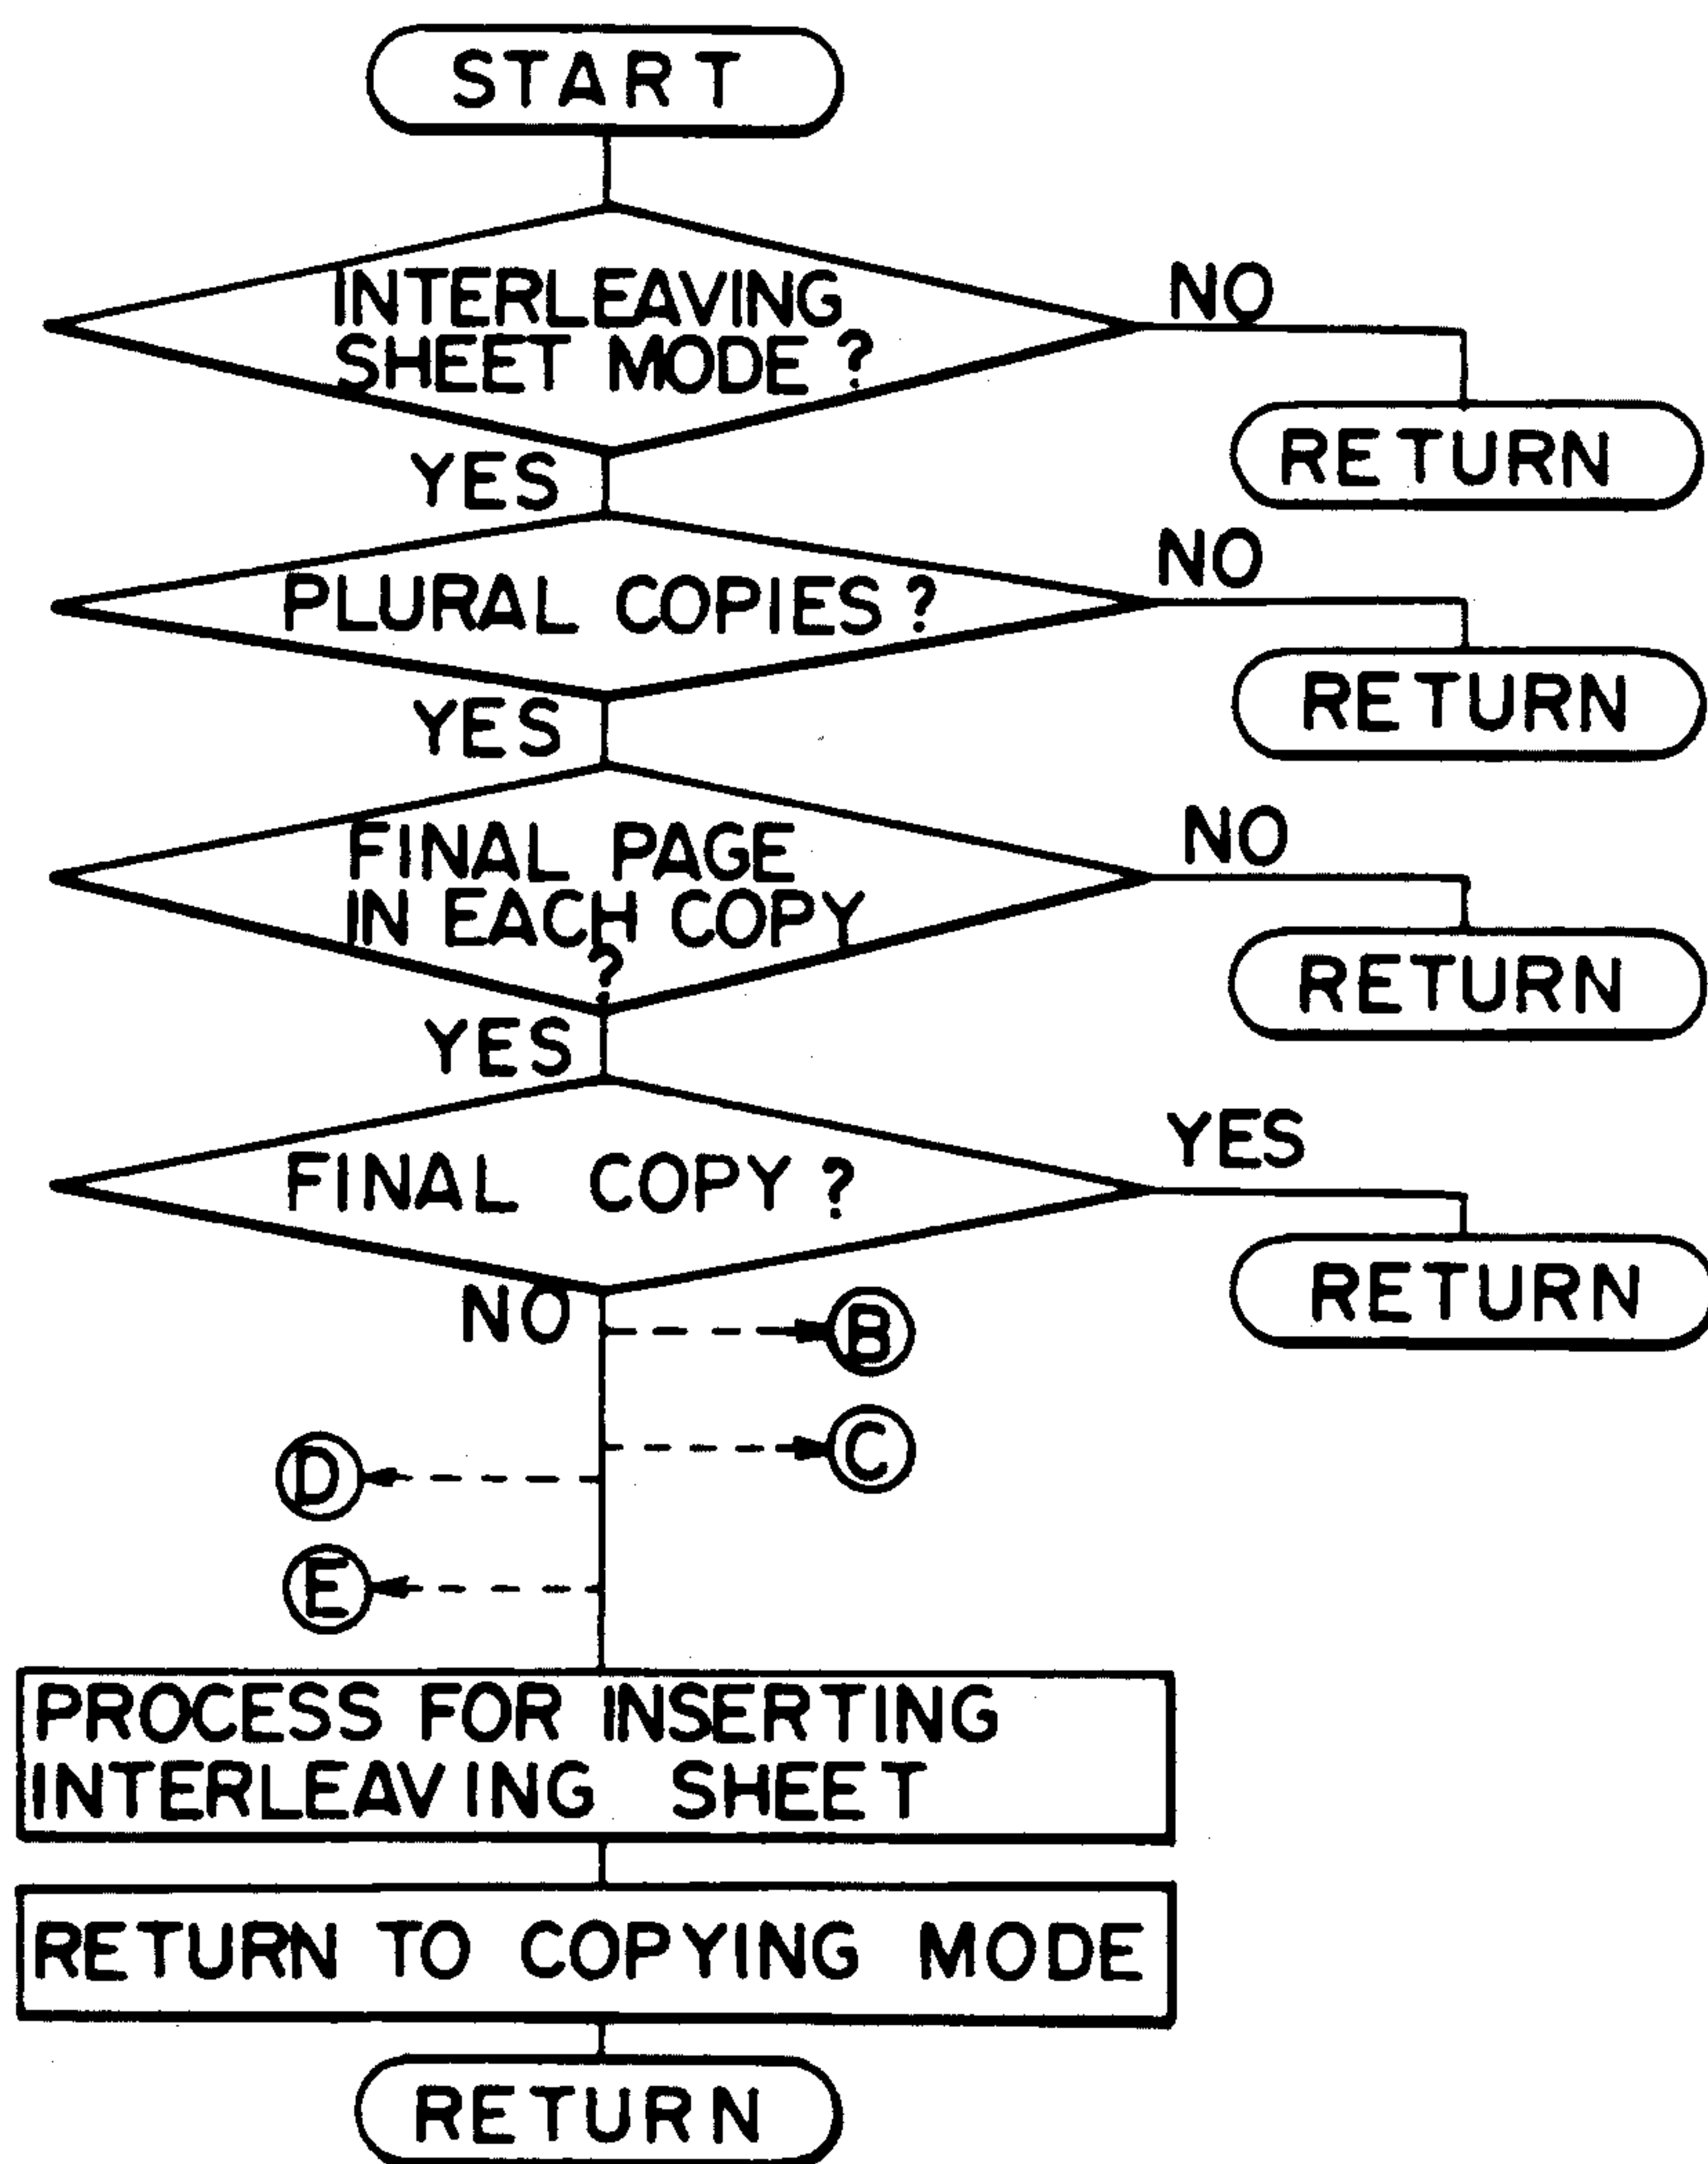 START
INTERLEAVING
SHEET MODE ?
NO
RETURN
YES
PLURAL COPIES ?
NO
RETURN
YES
FINAL PAGE
IN EACH COPY
?
NO
RETURN
YES
FINAL COPY ?
YES
RETURN
NO
B
C
D
E
PROCESS FOR INSERTING
INTERLEAVING SHEET
RETURN TO COPYING MODE
RETURN